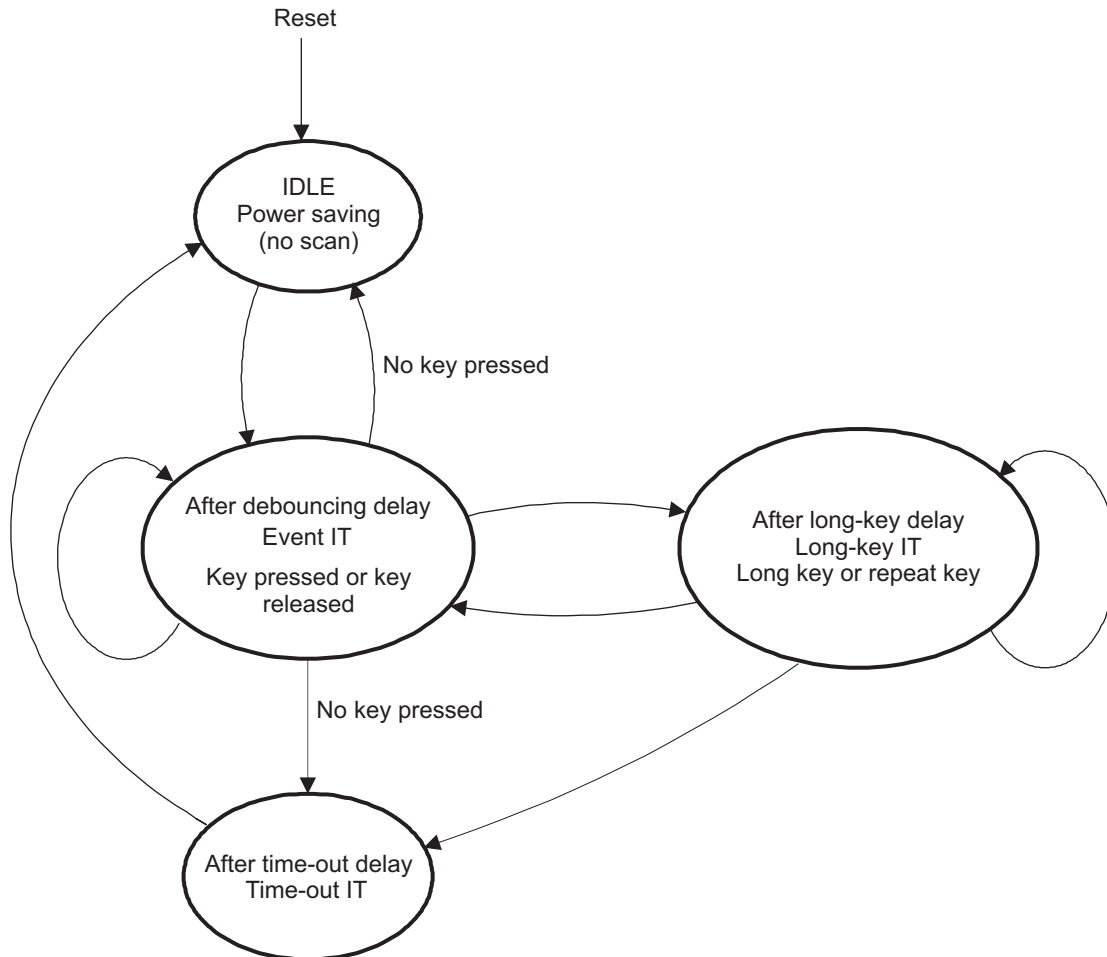 Reset
IDLE
Power saving
(no scan)
No key pressed
After debouncing delay
Event IT
Key pressed or key
released
After long-key delay
Long-key IT
Long key or repeat key
No key pressed
After time-out delay
Time-out IT